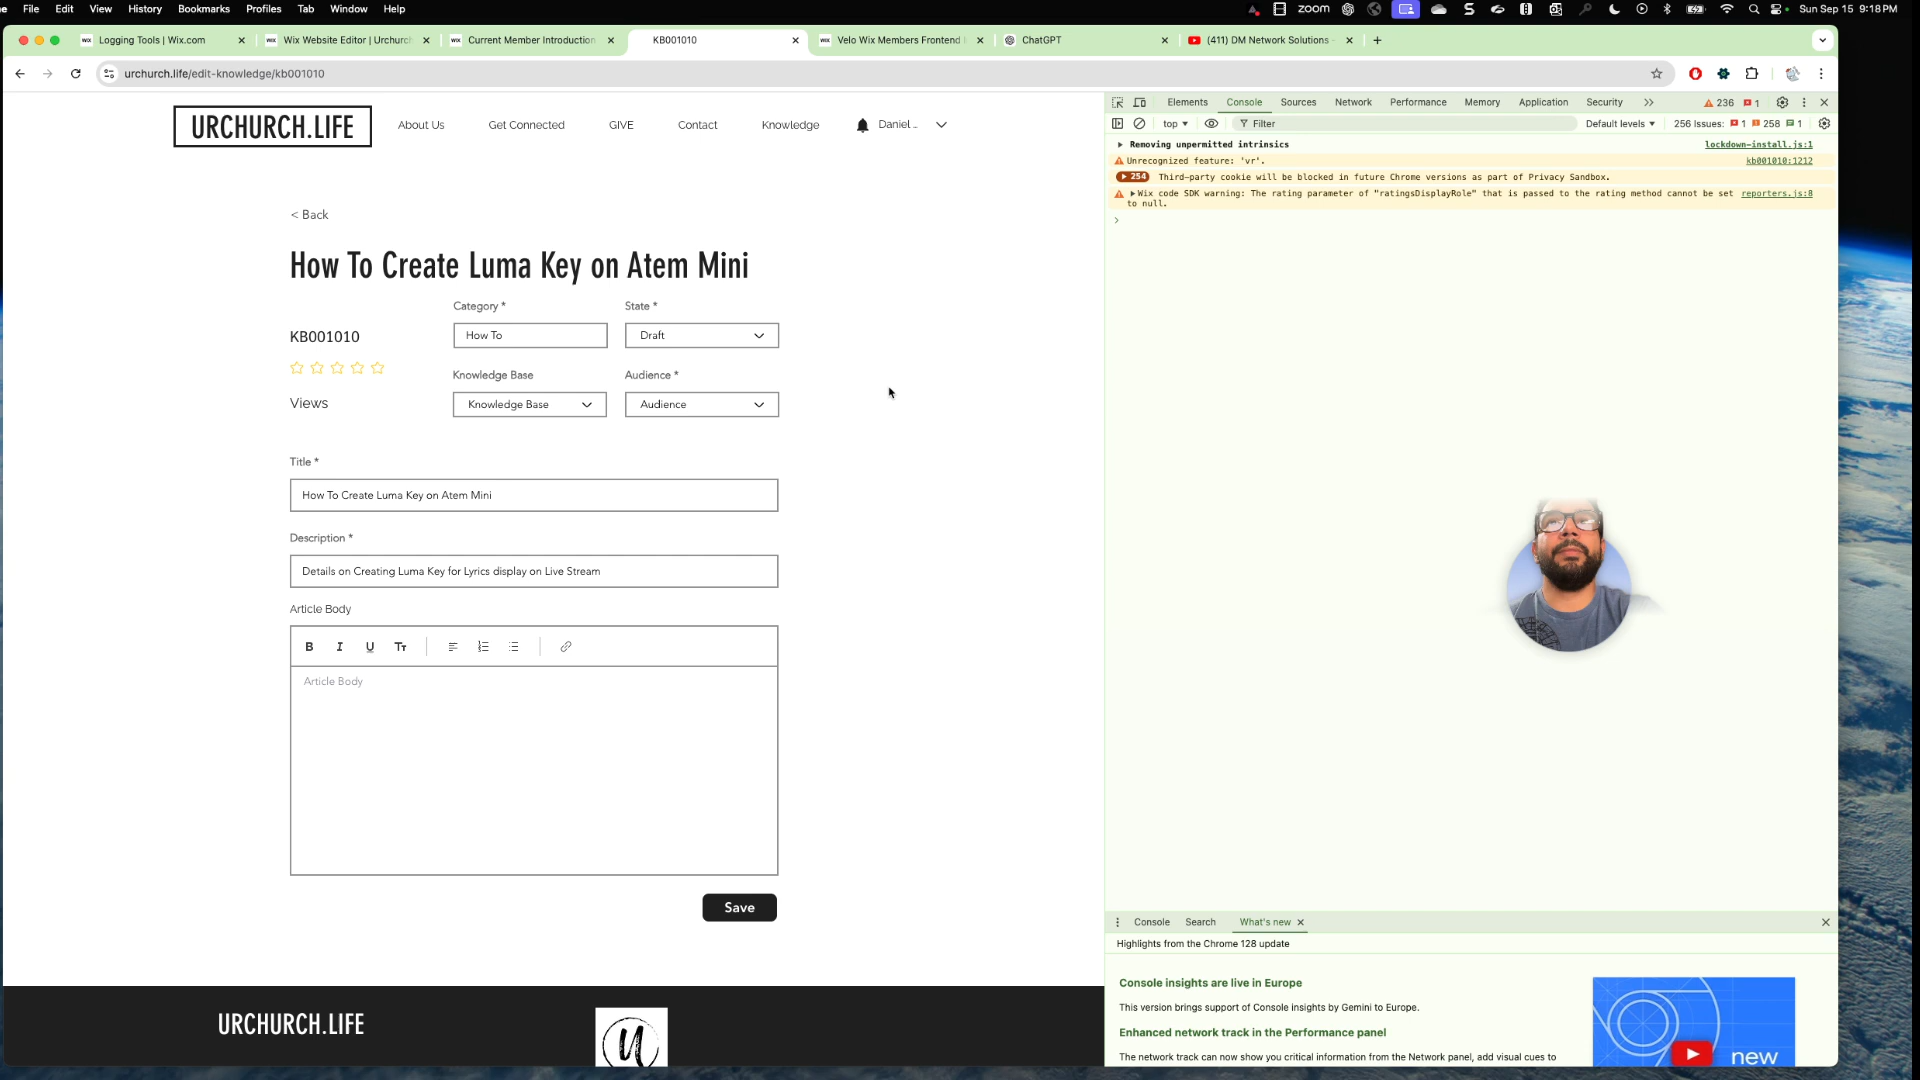 File Edit View History Bookmarks Profiles Tab Window Help
zoom
Sun Sep 15 9:18 PM
Logging Tools | Wix.com
Wix Website Editor | Urchurch
Current Member Introduction
KB001010
Velo Wix Members Frontend
ChatGPT
(411) DM Network Solutions -
urchurch.life/edit-knowledge/kb001010
URCHURCH.LIFE
About Us
Get Connected
GIVE
Contact
Knowledge
Daniel ...
< Back
How To Create Luma Key on Atem Mini
Category *
State *
KB001010
How To
Draft
Knowledge Base
Audience *
Views
Knowledge Base
Audience
Title *
How To Create Luma Key on Atem Mini
Description *
Details on Creating Luma Key for Lyrics display on Live Stream
Article Body
B I U Tт
Article Body
Save
URCHURCH.LIFE
u
Elements Console Sources Network Performance Memory Application Security
236 1
top
Filter
Default levels
256 Issues: 1 258 1
Removing unpermitted intrinsics
lockdown-install.js:1
Unrecognized feature: 'vr'.
kb001010:1212
254 Third-party cookie will be blocked in future Chrome versions as part of Privacy Sandbox.
Wix code SDK warning: The rating parameter of "ratingsDisplayRole" that is passed to the rating method cannot be set
reporters.js:8
to null.
Console Search What's new
Highlights from the Chrome 128 update
Console insights are live in Europe
This version brings support of Console insights by Gemini to Europe.
Enhanced network track in the Performance panel
The network track can now show you critical information from the Network panel, add visual cues to
new